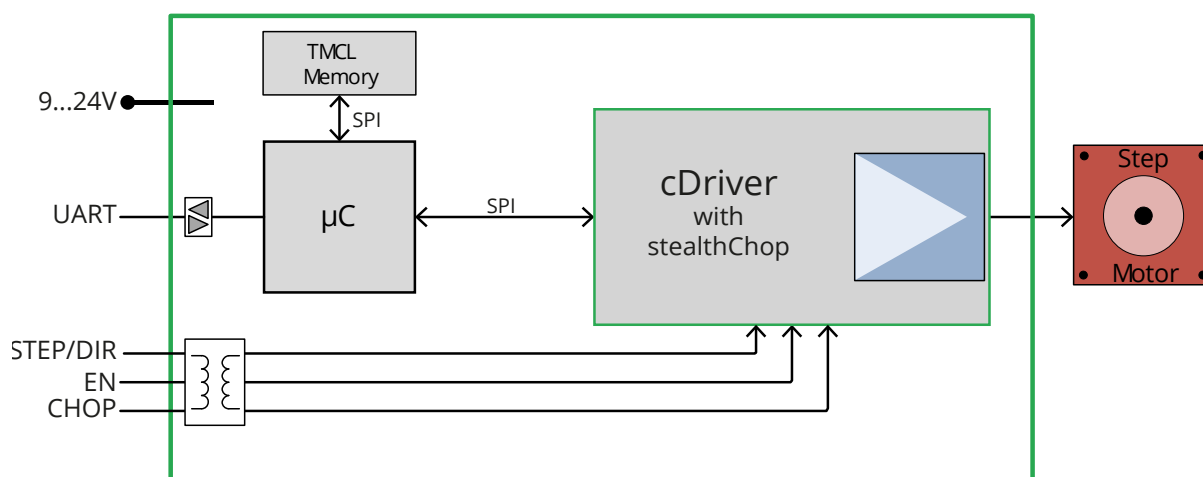 TMCL
Memory
9...24V
SPI
UART
µC
SPI
cDriver
with
stealthChop
Step
Motor
STEP/DIR
EN
CHOP